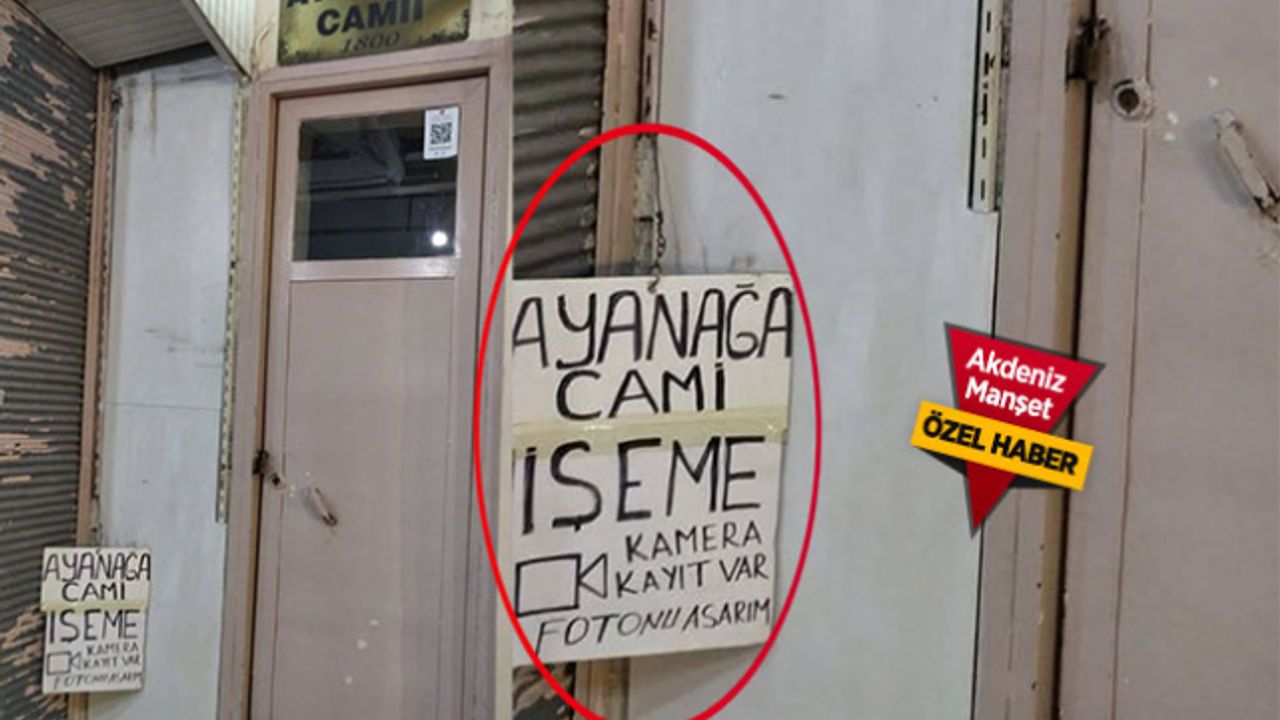 CAMİİ
1800
AYANAĞA
CAMİ
İŞEME
KAMERA
KAYIT VAR
FOTONU ASARIM
AYANAĞA
CAMİ
İŞEME
KAMERA
KAYIT VAR
FOTONU ASARIM
Akdeniz
Manşet
ÖZEL HABER